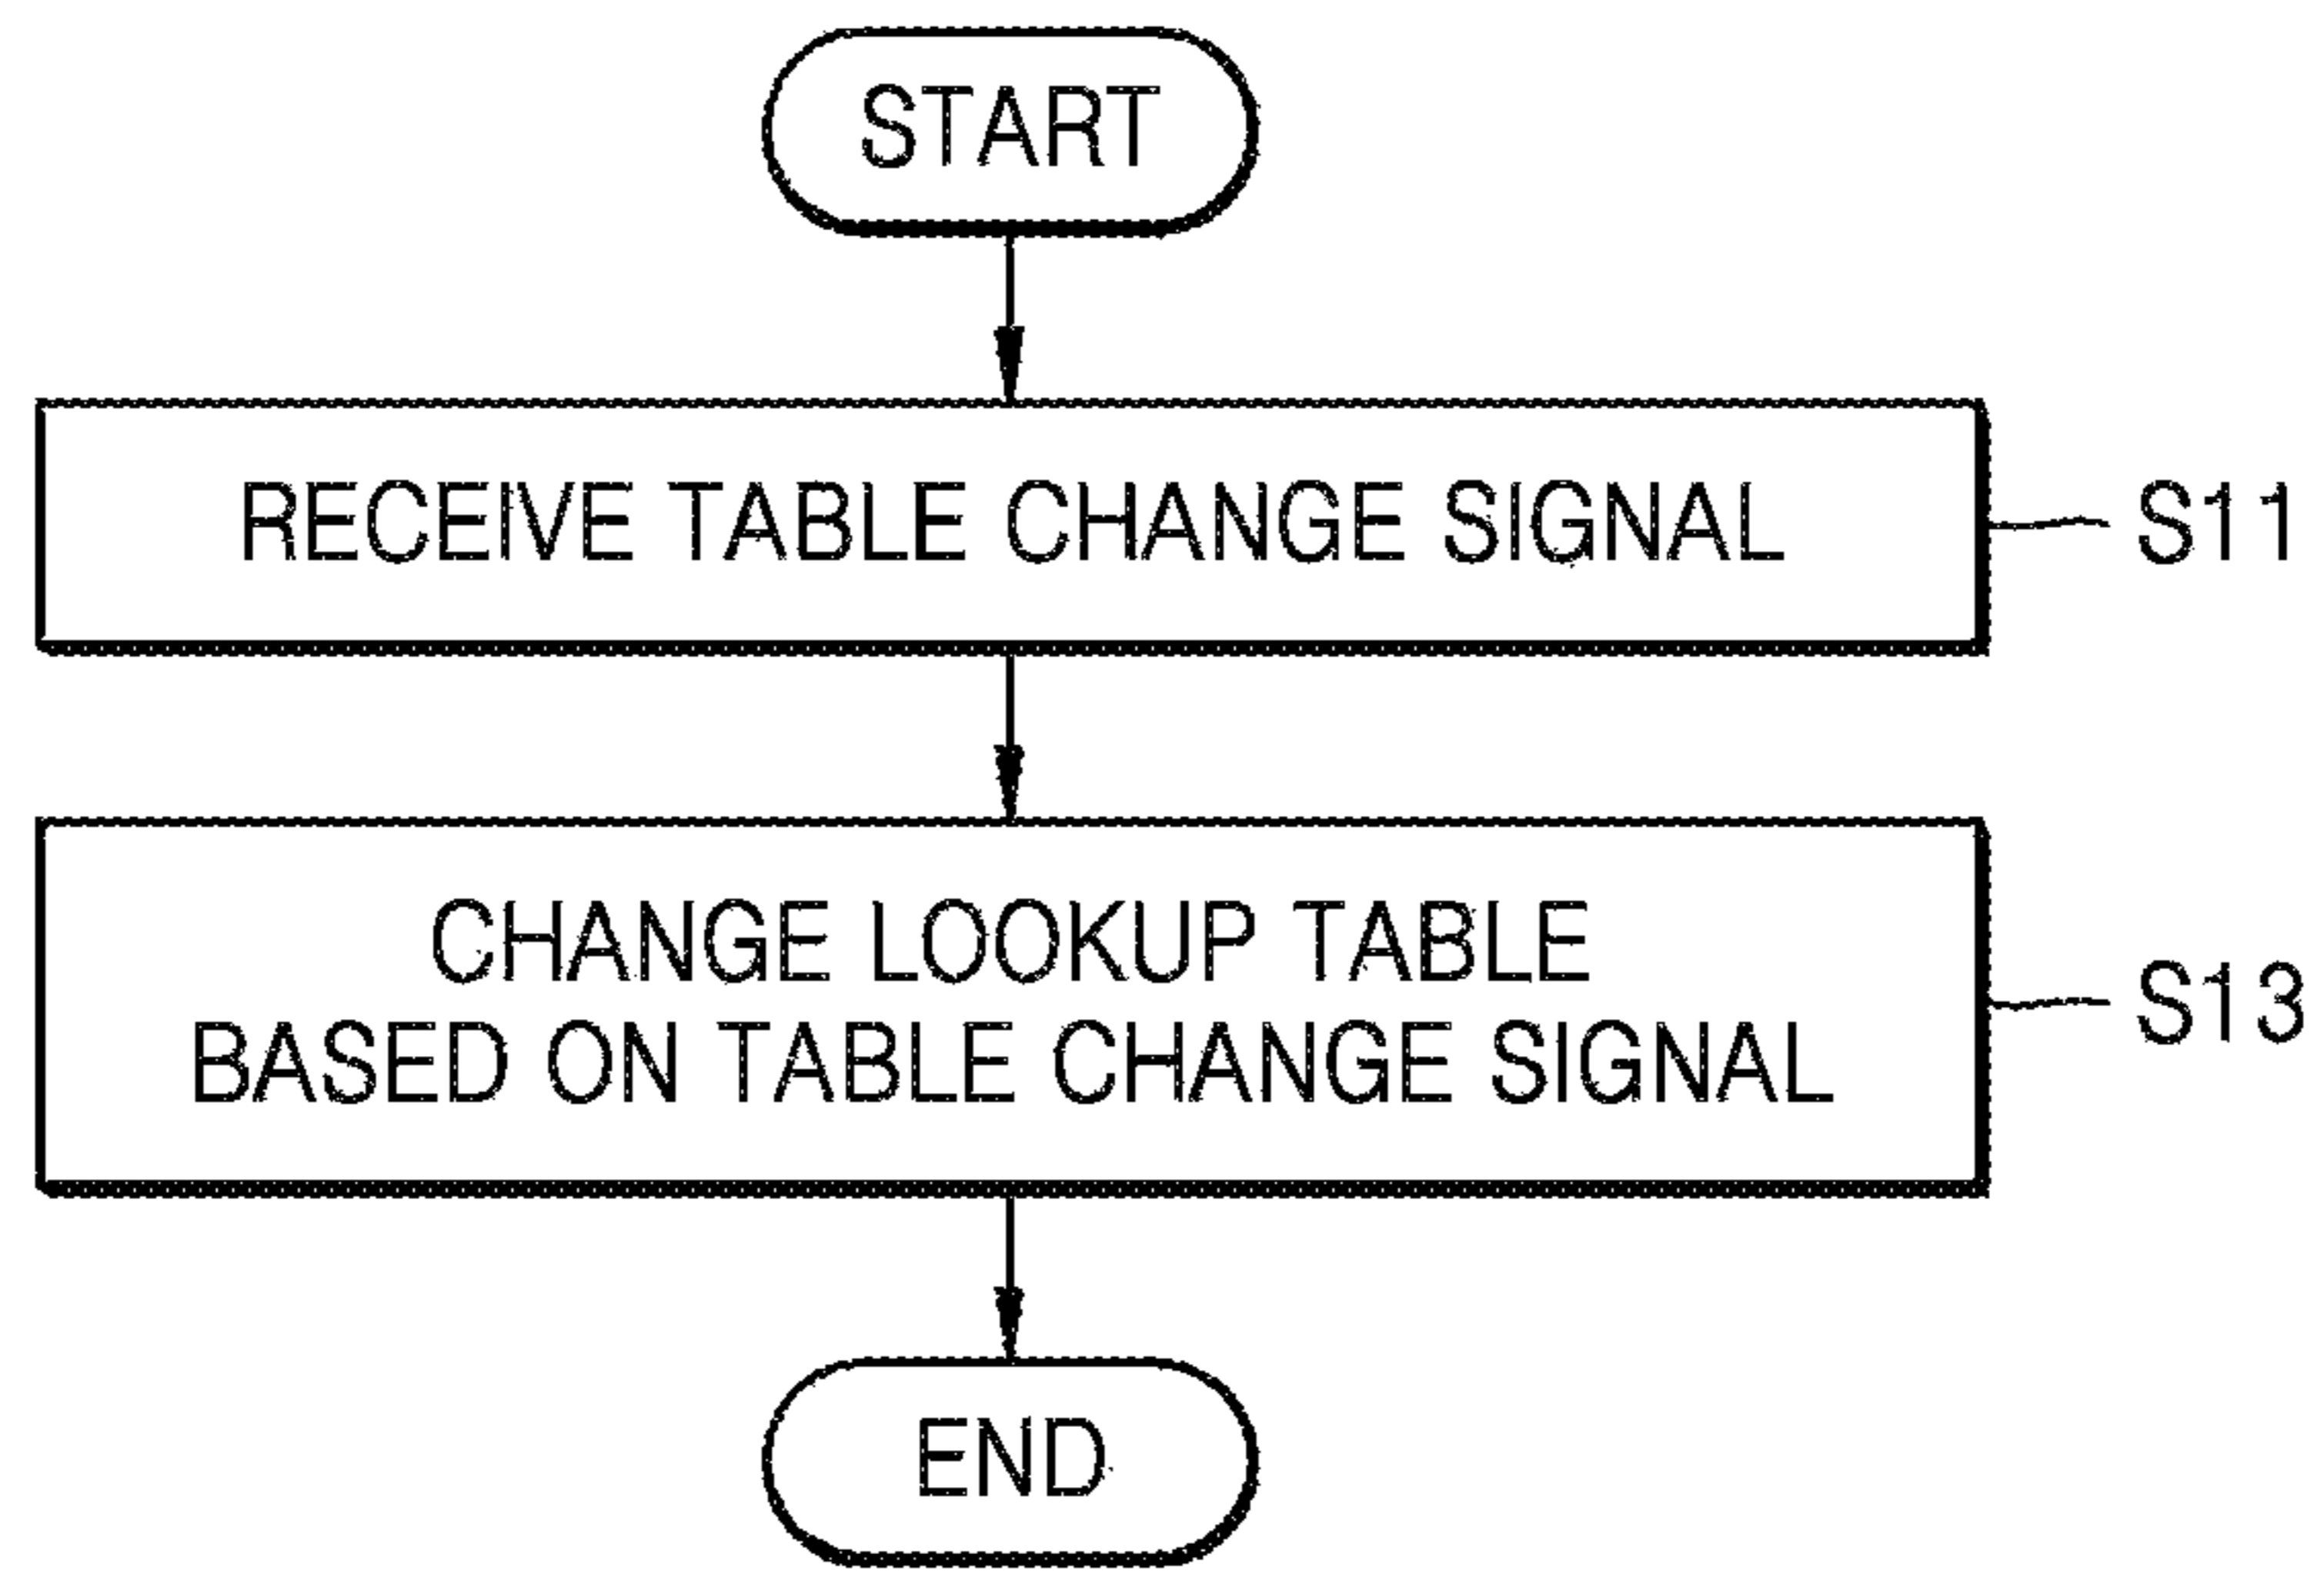 START
RECEIVE TABLE CHANGE SIGNAL
S11
CHANGE LOOKUP TABLE
BASED ON TABLE CHANGE SIGNAL
S13
END